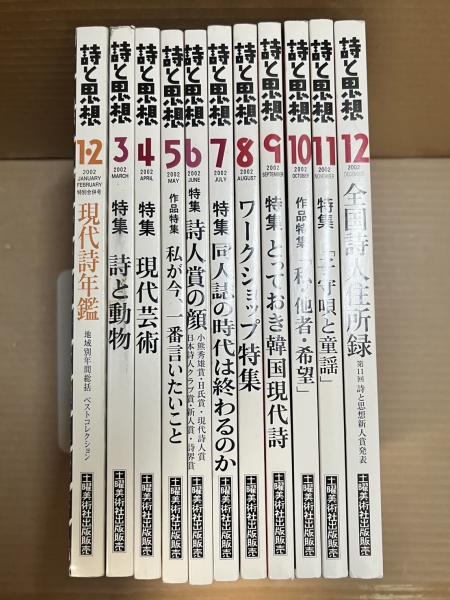 詩と思想
1・2
2002
JANUARY
FEBRUARY
特別合併号
現代詩年鑑
地域別年間総括 ベストコレクション
土曜美術社出版販売
詩と思想
3
2002
MARCH
特集 詩と動物
土曜美術社出版販売
詩と思想
4
2002
APRIL
特集 現代芸術
土曜美術社出版販売
詩と思想
5
2002
MAY
作品特集 私が今、一番言いたいこと
土曜美術社出版販売
詩と思想
6
2002
JUNE
特集 詩人賞の顔
小熊秀雄賞・H氏賞・現代詩人賞
日本詩人クラブ賞・新人賞・詩界賞
土曜美術社出版販売
詩と思想
7
2002
JULY
特集 同人誌の時代は終わるのか
土曜美術社出版販売
詩と思想
8
2002
AUGUST
ワークショップ特集
土曜美術社出版販売
詩と思想
9
2002
SEPTEMBER
特集 とっておき韓国現代詩
土曜美術社出版販売
詩と思想
10
2002
OCTOBER
作品特集「私・他者・希望」
土曜美術社出版販売
詩と思想
11
2002
NOVEMBER
特集「子守唄と童謡」
土曜美術社出版販売
詩と思想
12
2002
DECEMBER
全国詩人住所録
第11回 詩と思想新人賞発表
土曜美術社出版販売